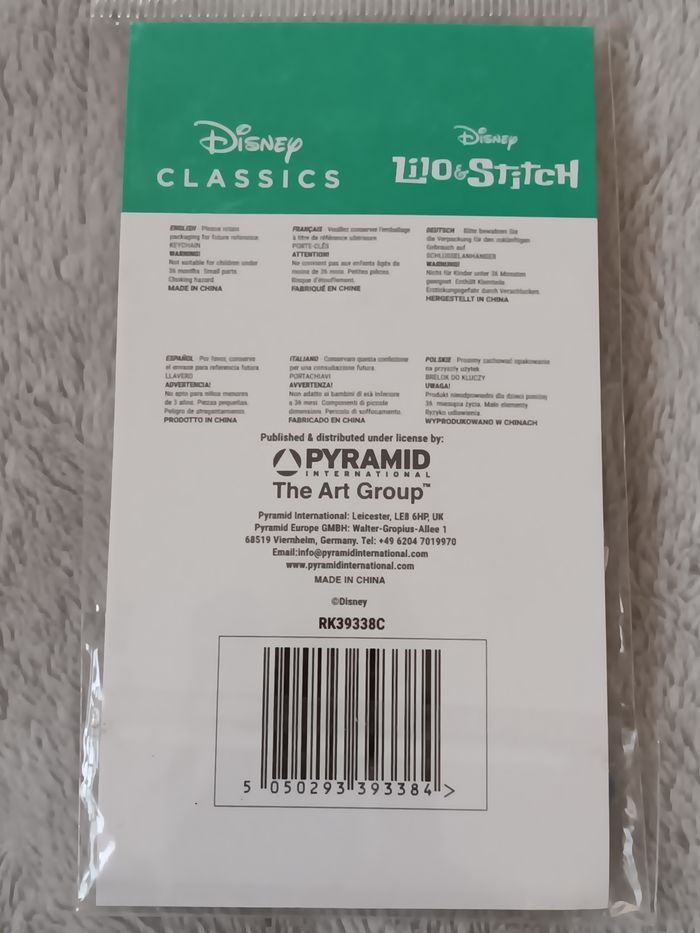 Disney
CLASSICS
Disney
Lilo & Stitch
ENGLISH - Please retain
packaging for future reference.
KEYCHAIN
WARNING!
Not suitable for children under
36 months. Small parts.
Choking hazard.
MADE IN CHINA
FRANÇAIS - Veuillez conserver l'emballage
à titre de référence ultérieure
PORTE-CLÉS
ATTENTION!
Ne convient pas aux enfants âgés de
moins de 36 mois. Petites pièces.
Risque d'étouffement.
FABRIQUÉ EN CHINE
DEUTSCH - Bitte bewahren Sie
die Verpackung für den zukünftigen
Gebrauch auf
SCHLÜSSELANHÄNGER
WARNUNG!
Nicht für Kinder unter 36 Monaten
geeignet. Enthält Kleinteile.
Erstickungsgefahr durch Verschlucken.
HERGESTELLT IN CHINA
ESPAÑOL - Por favor, conserve
el envase para referencia futura
LLAVERO
ADVERTENCIA!
No apto para niños menores
de 3 años. Piezas pequeñas.
Peligro de atragantamiento.
PRODOTTO IN CHINA
ITALIANO - Conservare questa confezione
per una consultazione futura.
PORTACHIAVI
AVVERTENZA!
Non adatto ai bambini di età inferiore
a 36 mesi. Componenti di piccole
dimensioni. Pericolo di soffocamento.
FABRICADO EN CHINA
POLSKIE - Prosimy zachować opakowanie
na przyszły użytek
BRELOK DO KLUCZY
UWAGA!
Produkt nieodpowiedni dla dzieci poniżej
36 miesiąca życia. Małe elementy.
Ryzyko udławienia.
WYPRODUKOWANO W CHINACH
Published & distributed under license by:
PYRAMID
INTERNATIONAL
The Art Group™
Pyramid International: Leicester, LE8 6HP, UK
Pyramid Europe GMBH: Walter-Gropius-Allee 1
68519 Viernheim, Germany. Tel: +49 6204 7019970
Email:info@pyramidinternational.com
www.pyramidinternational.com
MADE IN CHINA
©Disney
RK39338C
5 050293 393384 >